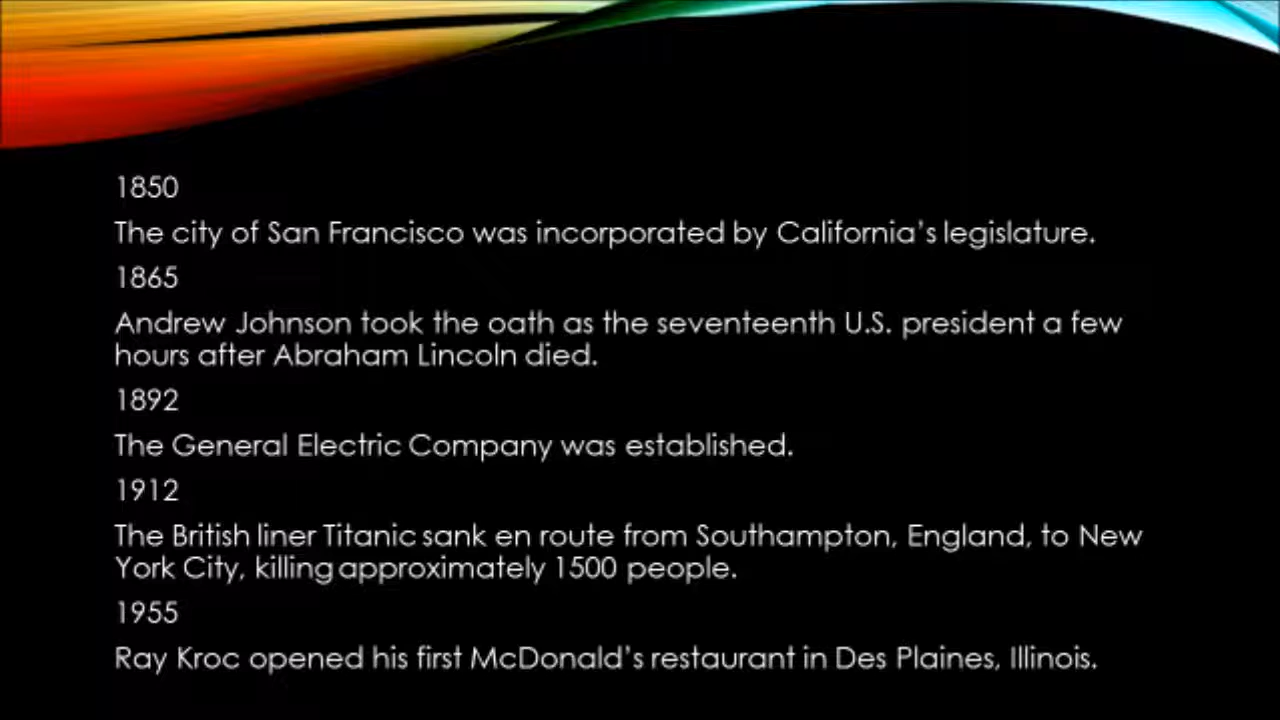 1850
The city of San Francisco was incorporated by California's legislature.
1865
Andrew Johnson took the oath as the seventeenth U.S. president a few
hours after Abraham Lincoln died.
1892
The General Electric Company was established.
1912
The British liner Titanic sank en route from Southampton, England, to New
York City, killing approximately 1500 people.
1955
Ray Kroc opened his first McDonald's restaurant in Des Plaines, Illinois.